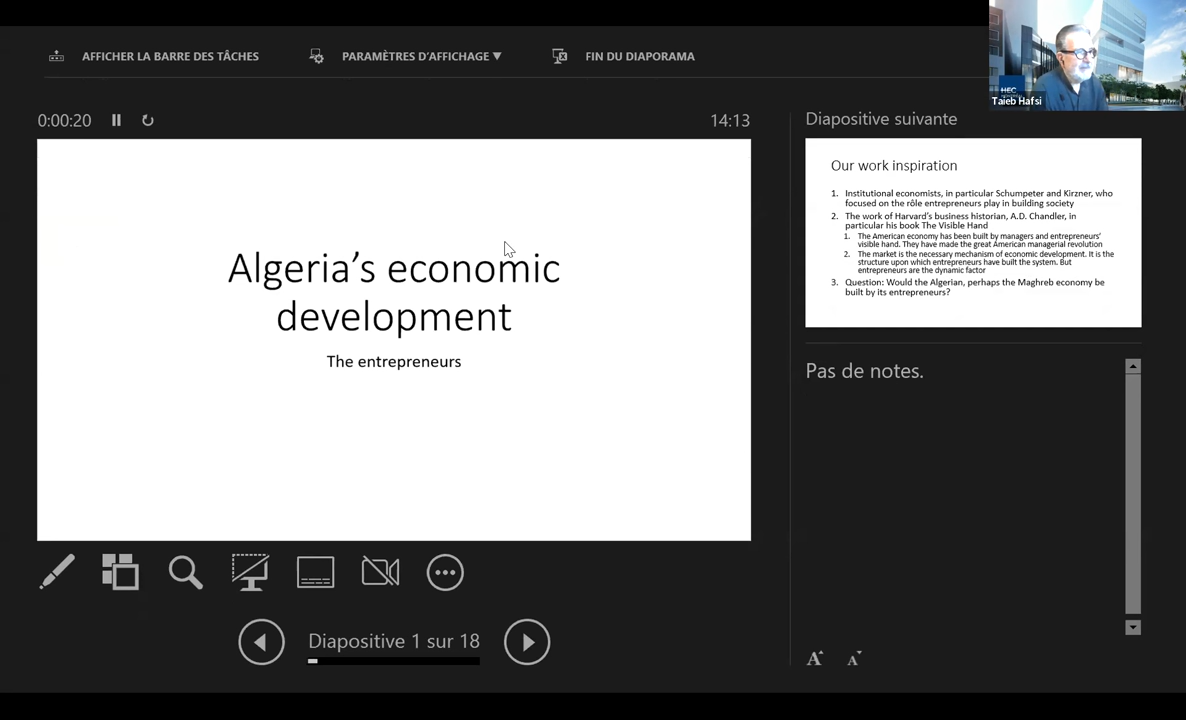 AFFICHER LA BARRE DES TÂCHES
PARAMÈTRES D'AFFICHAGE ▼
FIN DU DIAPORAMA
HEC
Taieb Hafsi
0:00:20
14:13
Algeria's economic
development
The entrepreneurs
Diapositive suivante
Our work inspiration
1. Institutional economists, in particular Schumpeter and Kirzner, who
focused on the rôle entrepreneurs play in building society
2. The work of Harvard's business historian, A.D. Chandler, in
particular his book The Visible Hand
1. The American economy has been built by managers and entrepreneurs'
visible hand. They have made the great American managerial revolution
2. The market is the necessary mechanism of economic development. It is the
structure upon which entrepreneurs have built the system. But
entrepreneurs are the dynamic factor
3. Question: Would the Algerian, perhaps the Maghreb economy be
built by its entrepreneurs?
Pas de notes.
Diapositive 1 sur 18
A A